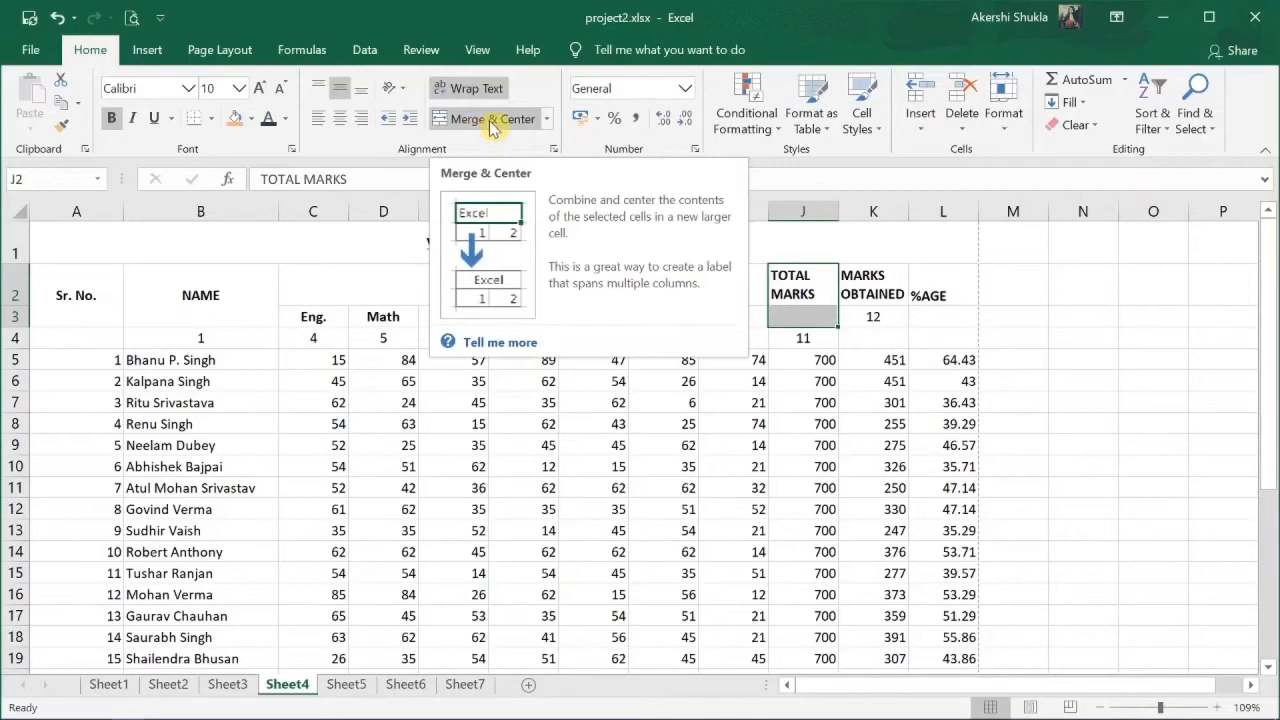 project2.xlsx - Excel
Akershi Shukla
File Home Insert Page Layout Formulas Data Review View Help Tell me what you want to do Share
Paste
Calibri
Wrap Text
General
Conditional Formatting
Format as Table
Cell Styles
Insert
Delete
Format
AutoSum
Fill
Clear
Sort & Filter
Find & Select
B I U A
Merge & Center
Clipboard Font Alignment Number Styles Cells Editing
J2 fx TOTAL MARKS
Merge & Center
Excel
1 2
Excel
1 2
Combine and center the contents
of the selected cells in a new larger
cell.
This is a great way to create a label
that spans multiple columns.
Tell me more
A B C D J K L M N O P
1
2 Sr. No. NAME TOTAL MARKS MARKS OBTAINED %AGE
3 Eng. Math 12
4 1 4 5 11
5 1 Bhanu P. Singh 15 84 57 89 47 85 74 700 451 64.43
6 2 Kalpana Singh 45 65 35 62 54 26 14 700 451 43
7 3 Ritu Srivastava 62 24 45 35 62 6 21 700 301 36.43
8 4 Renu Singh 54 63 15 62 43 25 74 700 255 39.29
9 5 Neelam Dubey 52 25 35 45 45 62 14 700 275 46.57
10 6 Abhishek Bajpai 54 51 62 12 15 35 21 700 326 35.71
11 7 Atul Mohan Srivastav 52 42 36 62 62 62 32 700 250 47.14
12 8 Govind Verma 61 62 35 35 35 51 52 700 330 47.14
13 9 Sudhir Vaish 35 35 52 14 45 54 21 700 247 35.29
14 10 Robert Anthony 62 62 45 62 62 62 14 700 376 53.71
15 11 Tushar Ranjan 54 54 14 54 45 35 51 700 277 39.57
16 12 Mohan Verma 85 84 26 62 15 56 12 700 373 53.29
17 13 Gaurav Chauhan 65 45 53 35 54 51 21 700 359 51.29
18 14 Saurabh Singh 63 62 62 41 56 45 21 700 391 55.86
19 15 Shailendra Bhusan 26 35 54 51 62 45 45 700 307 43.86
Sheet1 Sheet2 Sheet3 Sheet4 Sheet5 Sheet6 Sheet7
Ready 109%